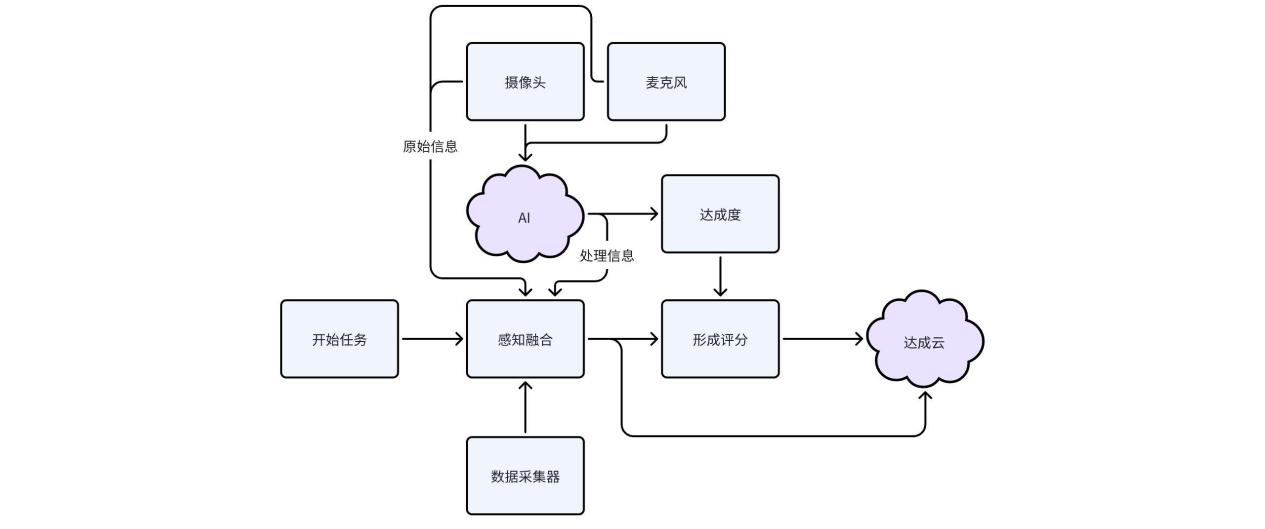 摄像头
麦克风
原始信息
AI
达成度
处理信息
开始任务
感知融合
形成评分
达成云
数据采集器